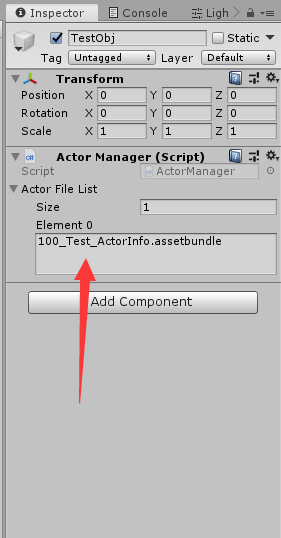 Inspector Console Ligh
TestObj Static
Tag Untagged Layer Default
Transform
Position X 0 Y 0 Z 0
Rotation X 0 Y 0 Z 0
Scale X 1 Y 1 Z 1
Actor Manager (Script)
Script ActorManager
Actor File List
Size 1
Element 0
100_Test_ActorInfo.assetbundle
Add Component